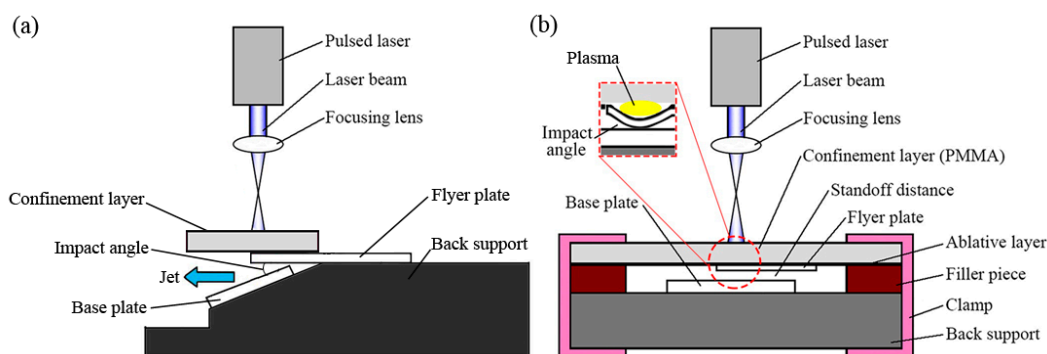 (a)
Pulsed laser
Laser beam
Focusing lens
Confinement layer
Flyer plate
Impact angle
Back support
Jet
Base plate
(b)
Pulsed laser
Plasma
Laser beam
Impact
angle
Focusing lens
Confinement layer (PMMA)
Standoff distance
Base plate
Flyer plate
Ablative layer
Filler piece
Clamp
Back support